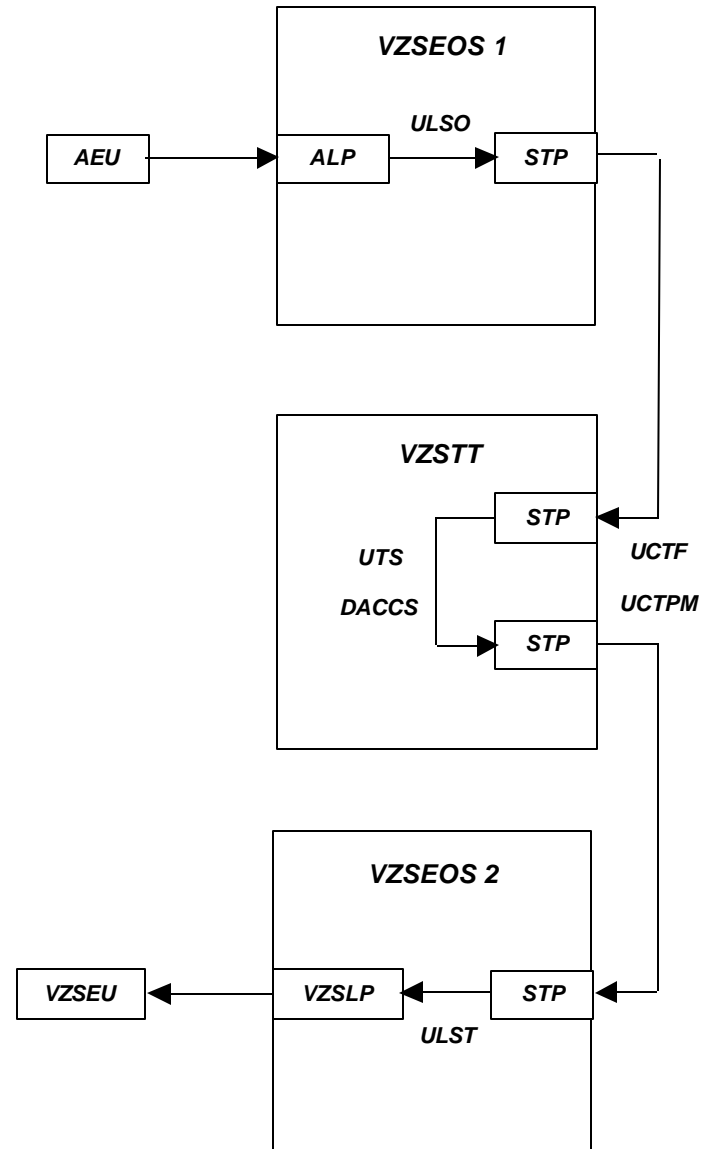 VZSEOS 1
ULSO
AEU
ALP
STP
VZSTT
STP
UTS
UCTF
DACCS
UCTPM
STP
VZSEOS 2
VZSEU
VZSLP
STP
ULST